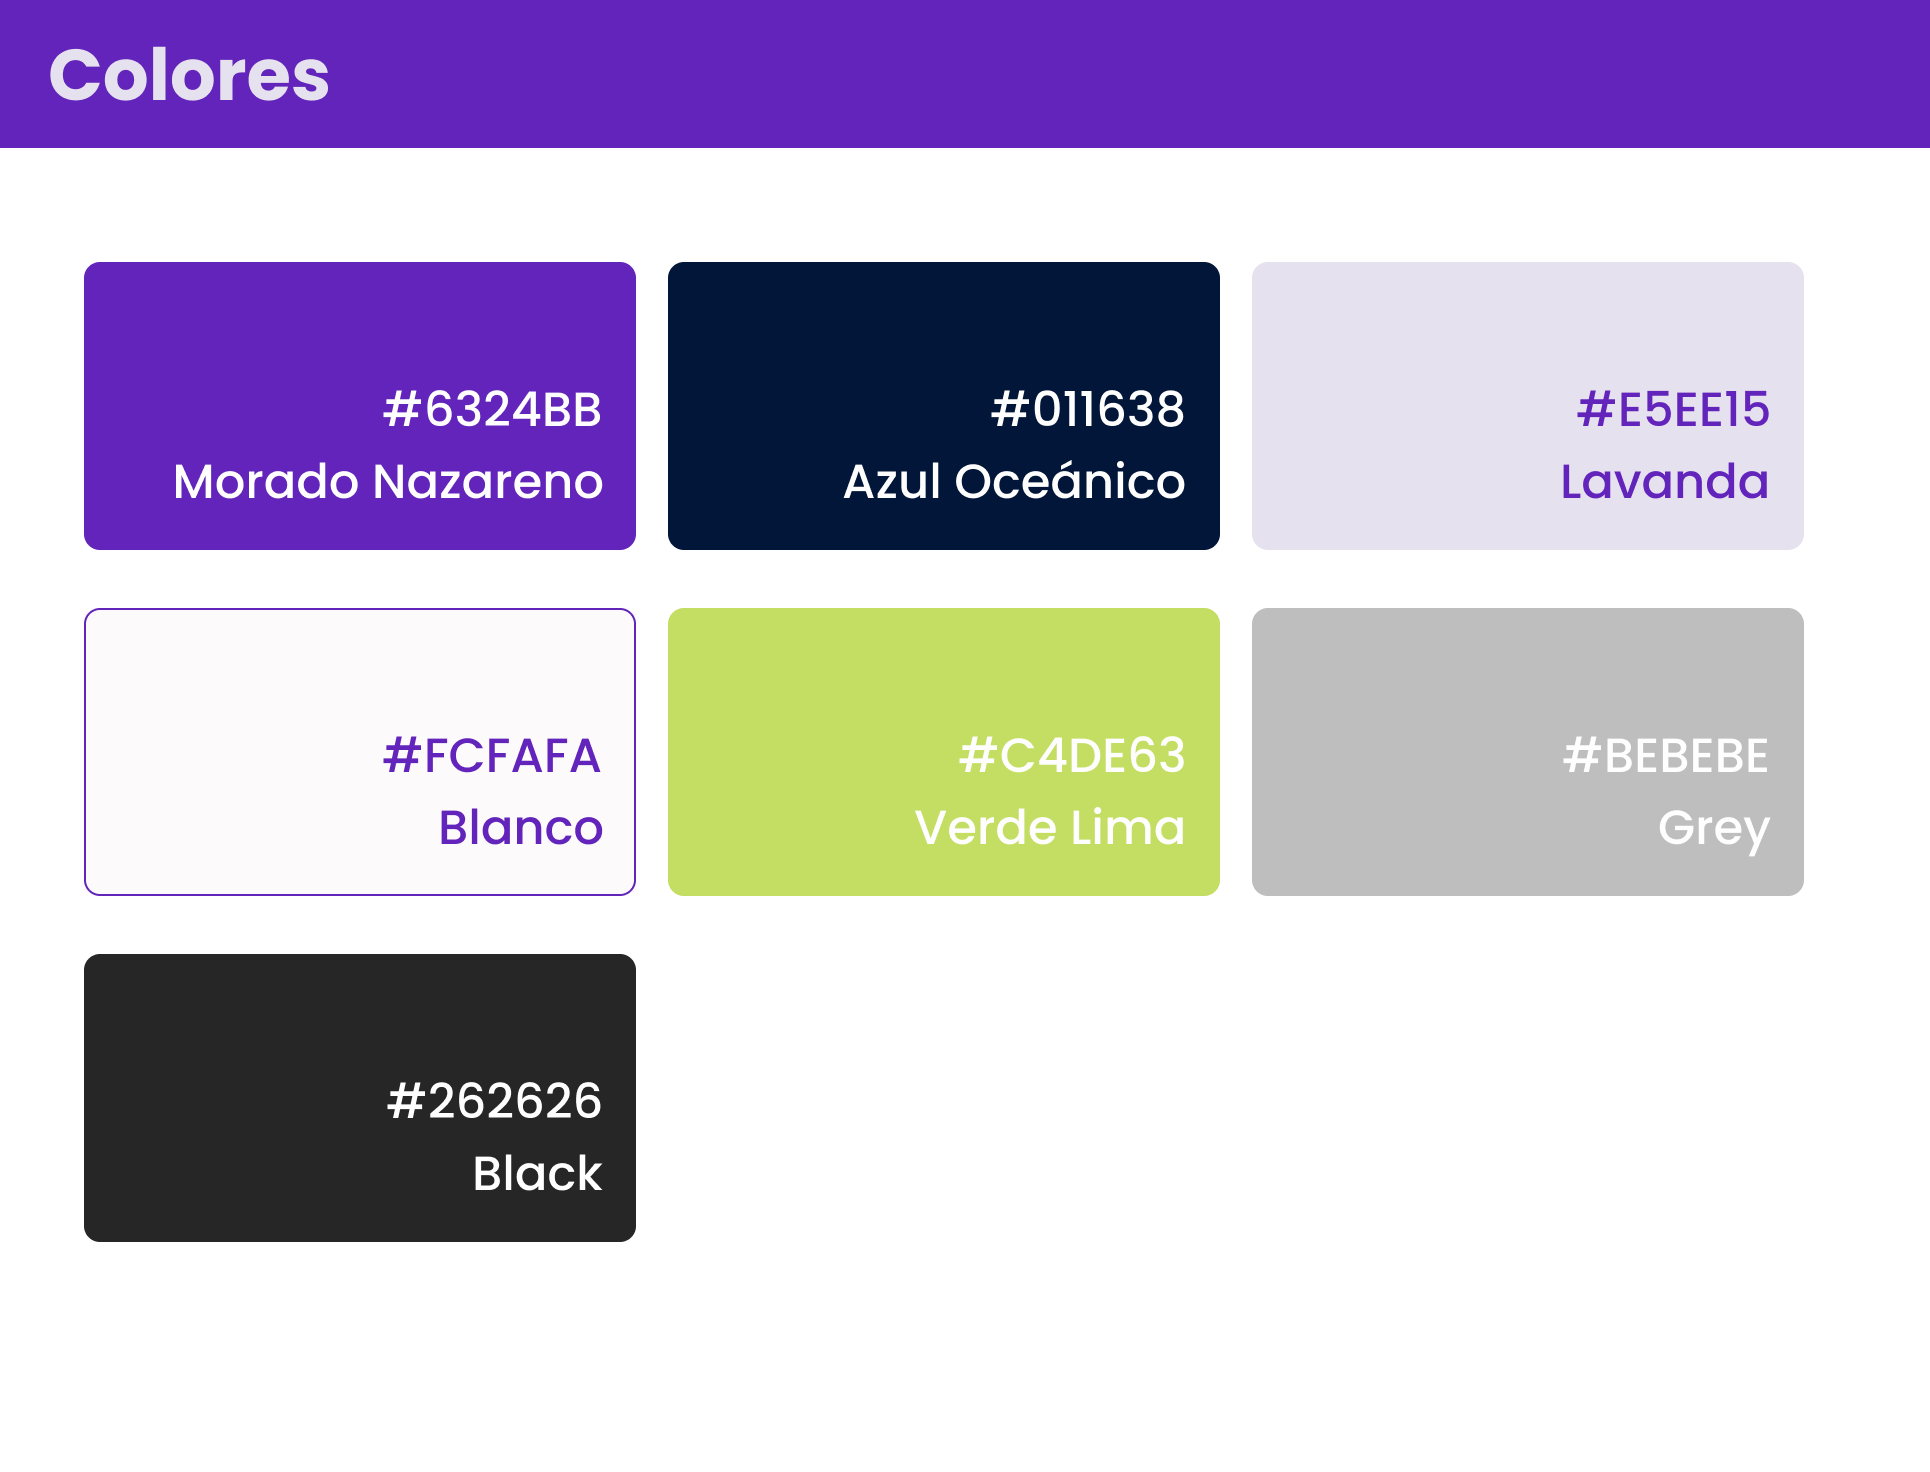 Colores
#6324BB
Morado Nazareno
#011638
Azul Oceánico
#E5EE15
Lavanda
#FCFAFA
Blanco
#C4DE63
Verde Lima
#BEBEBE
Grey
#262626
Black